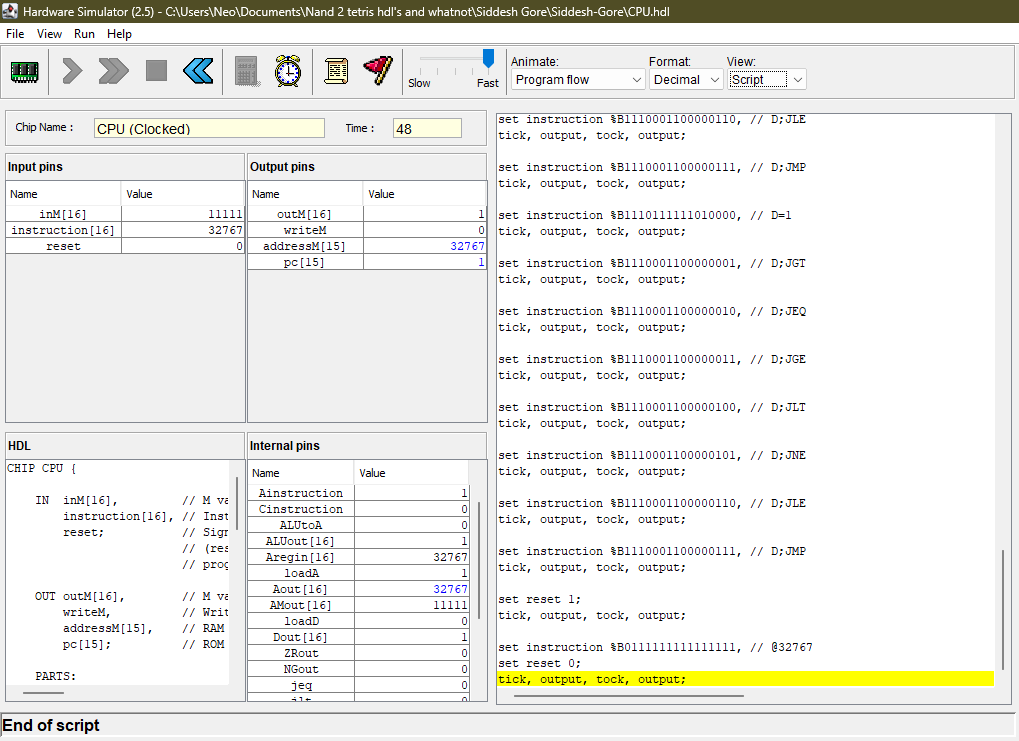 Hardware Simulator (2.5) - C:\Users\Neo\Documents\Nand 2 tetris hdl's and whatnot\Siddesh Gore\Siddesh-Gore\CPU.hdl
File View Run Help
Slow Fast
Animate: Format: View:
Program flow Decimal Script
Chip Name : CPU (Clocked) Time : 48
Input pins
Name Value
inM[16] 11111
instruction[16] 32767
reset 0
Output pins
Name Value
outM[16] 1
writeM 0
addressM[15] 32767
pc[15] 1
HDL
CHIP CPU {
IN inM[16], // M va
instruction[16], // Inst
reset; // Sign
// (res
// prog
OUT outM[16], // M va
writeM, // Writ
addressM[15], // RAM
pc[15]; // ROM
PARTS:
Internal pins
Name Value
Ainstruction 1
Cinstruction 0
ALUtoA 0
ALUout[16] 1
Aregin[16] 32767
loadA 1
Aout[16] 32767
AMout[16] 11111
loadD 0
Dout[16] 1
ZRout 0
NGout 0
jeq 0
set instruction %B1110001100000110, // D;JLE
tick, output, tock, output;
set instruction %B1110001100000111, // D;JMP
tick, output, tock, output;
set instruction %B1110111111010000, // D=1
tick, output, tock, output;
set instruction %B1110001100000001, // D;JGT
tick, output, tock, output;
set instruction %B1110001100000010, // D;JEQ
tick, output, tock, output;
set instruction %B1110001100000011, // D;JGE
tick, output, tock, output;
set instruction %B1110001100000100, // D;JLT
tick, output, tock, output;
set instruction %B1110001100000101, // D;JNE
tick, output, tock, output;
set instruction %B1110001100000110, // D;JLE
tick, output, tock, output;
set instruction %B1110001100000111, // D;JMP
tick, output, tock, output;
set reset 1;
tick, output, tock, output;
set instruction %B0111111111111111, // @32767
set reset 0;
tick, output, tock, output;
End of script